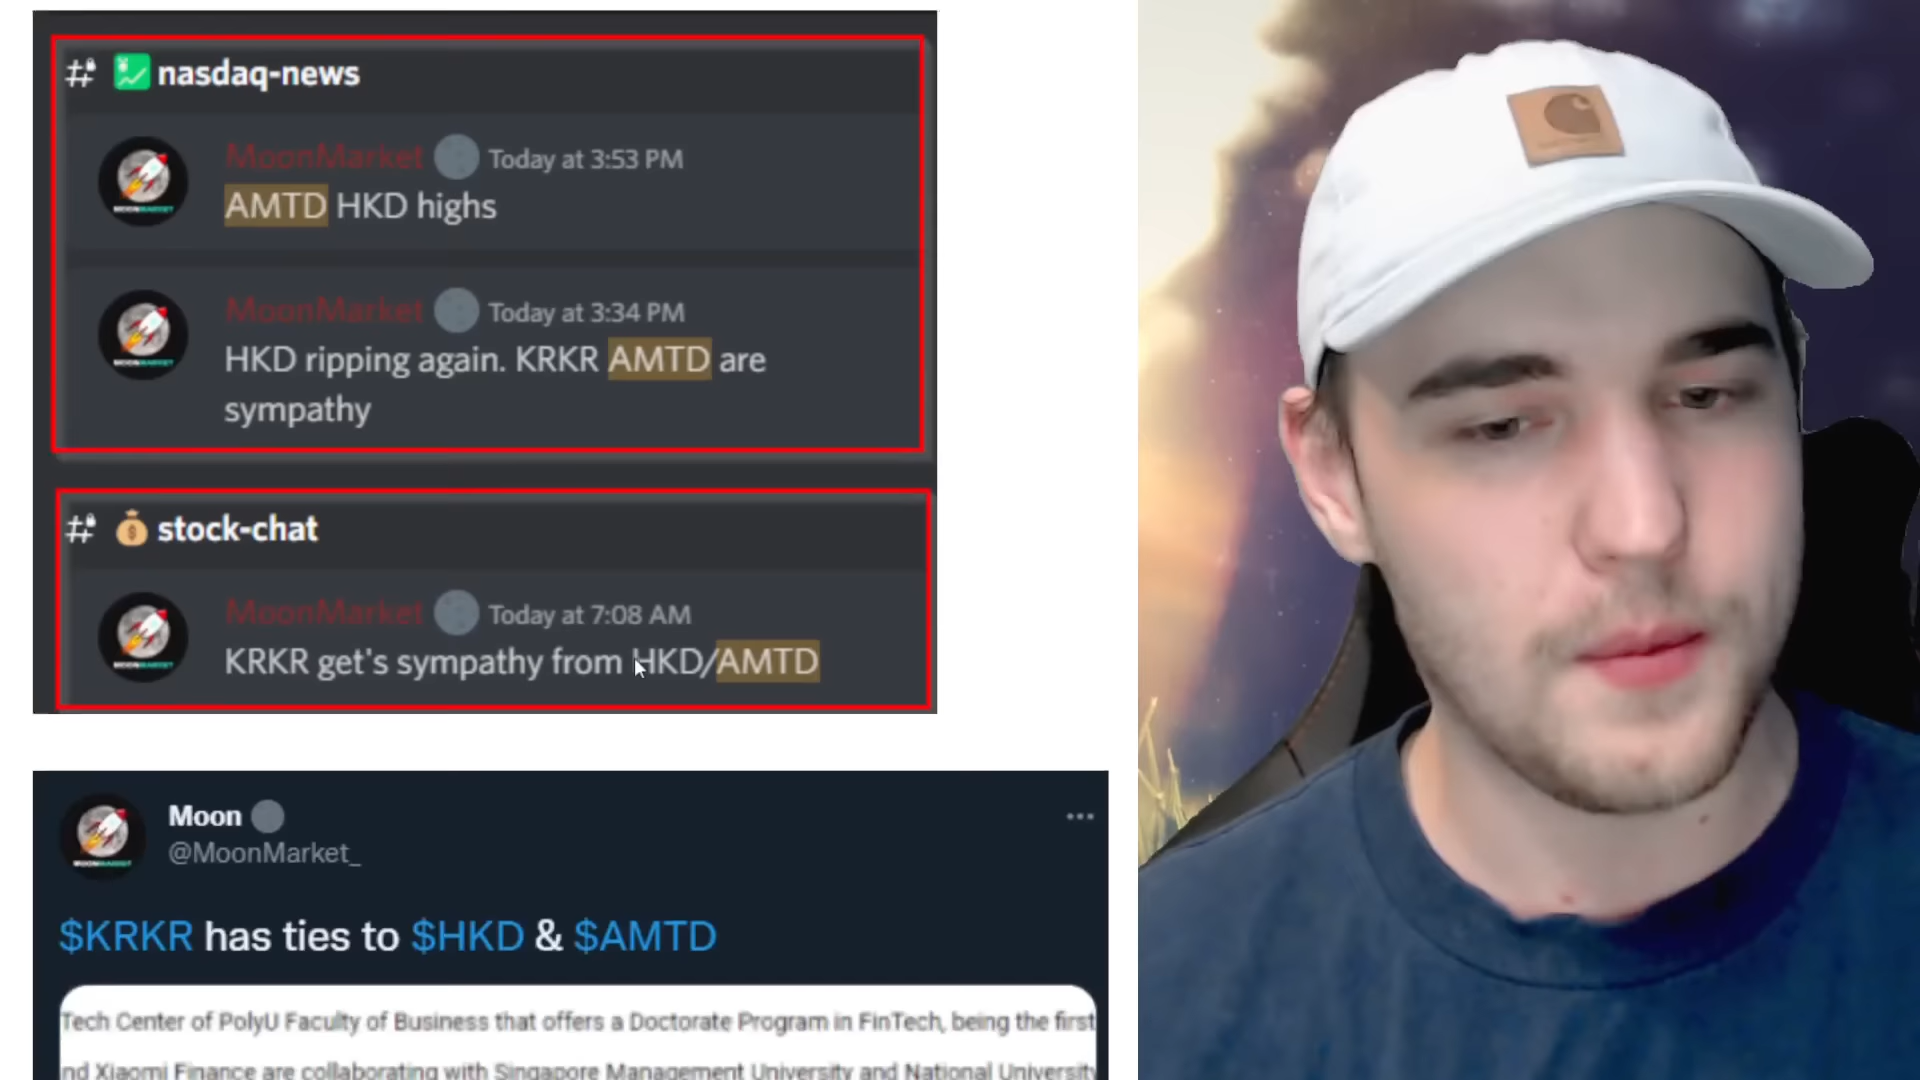 nasdaq-news
MoonMarket Today at 3:53 PM
AMTD HKD highs
MoonMarket Today at 3:34 PM
HKD ripping again. KRKR AMTD are
sympathy
stock-chat
MoonMarket Today at 7:08 AM
KRKR get's sympathy from HKD/AMTD
Moon
@MoonMarket_
$KRKR has ties to $HKD & $AMTD
Tech Center of PolyU Faculty of Business that offers a Doctorate Program in FinTech, being the first
nd Xiaomi Finance are collaborating with Singapore Management University and National University